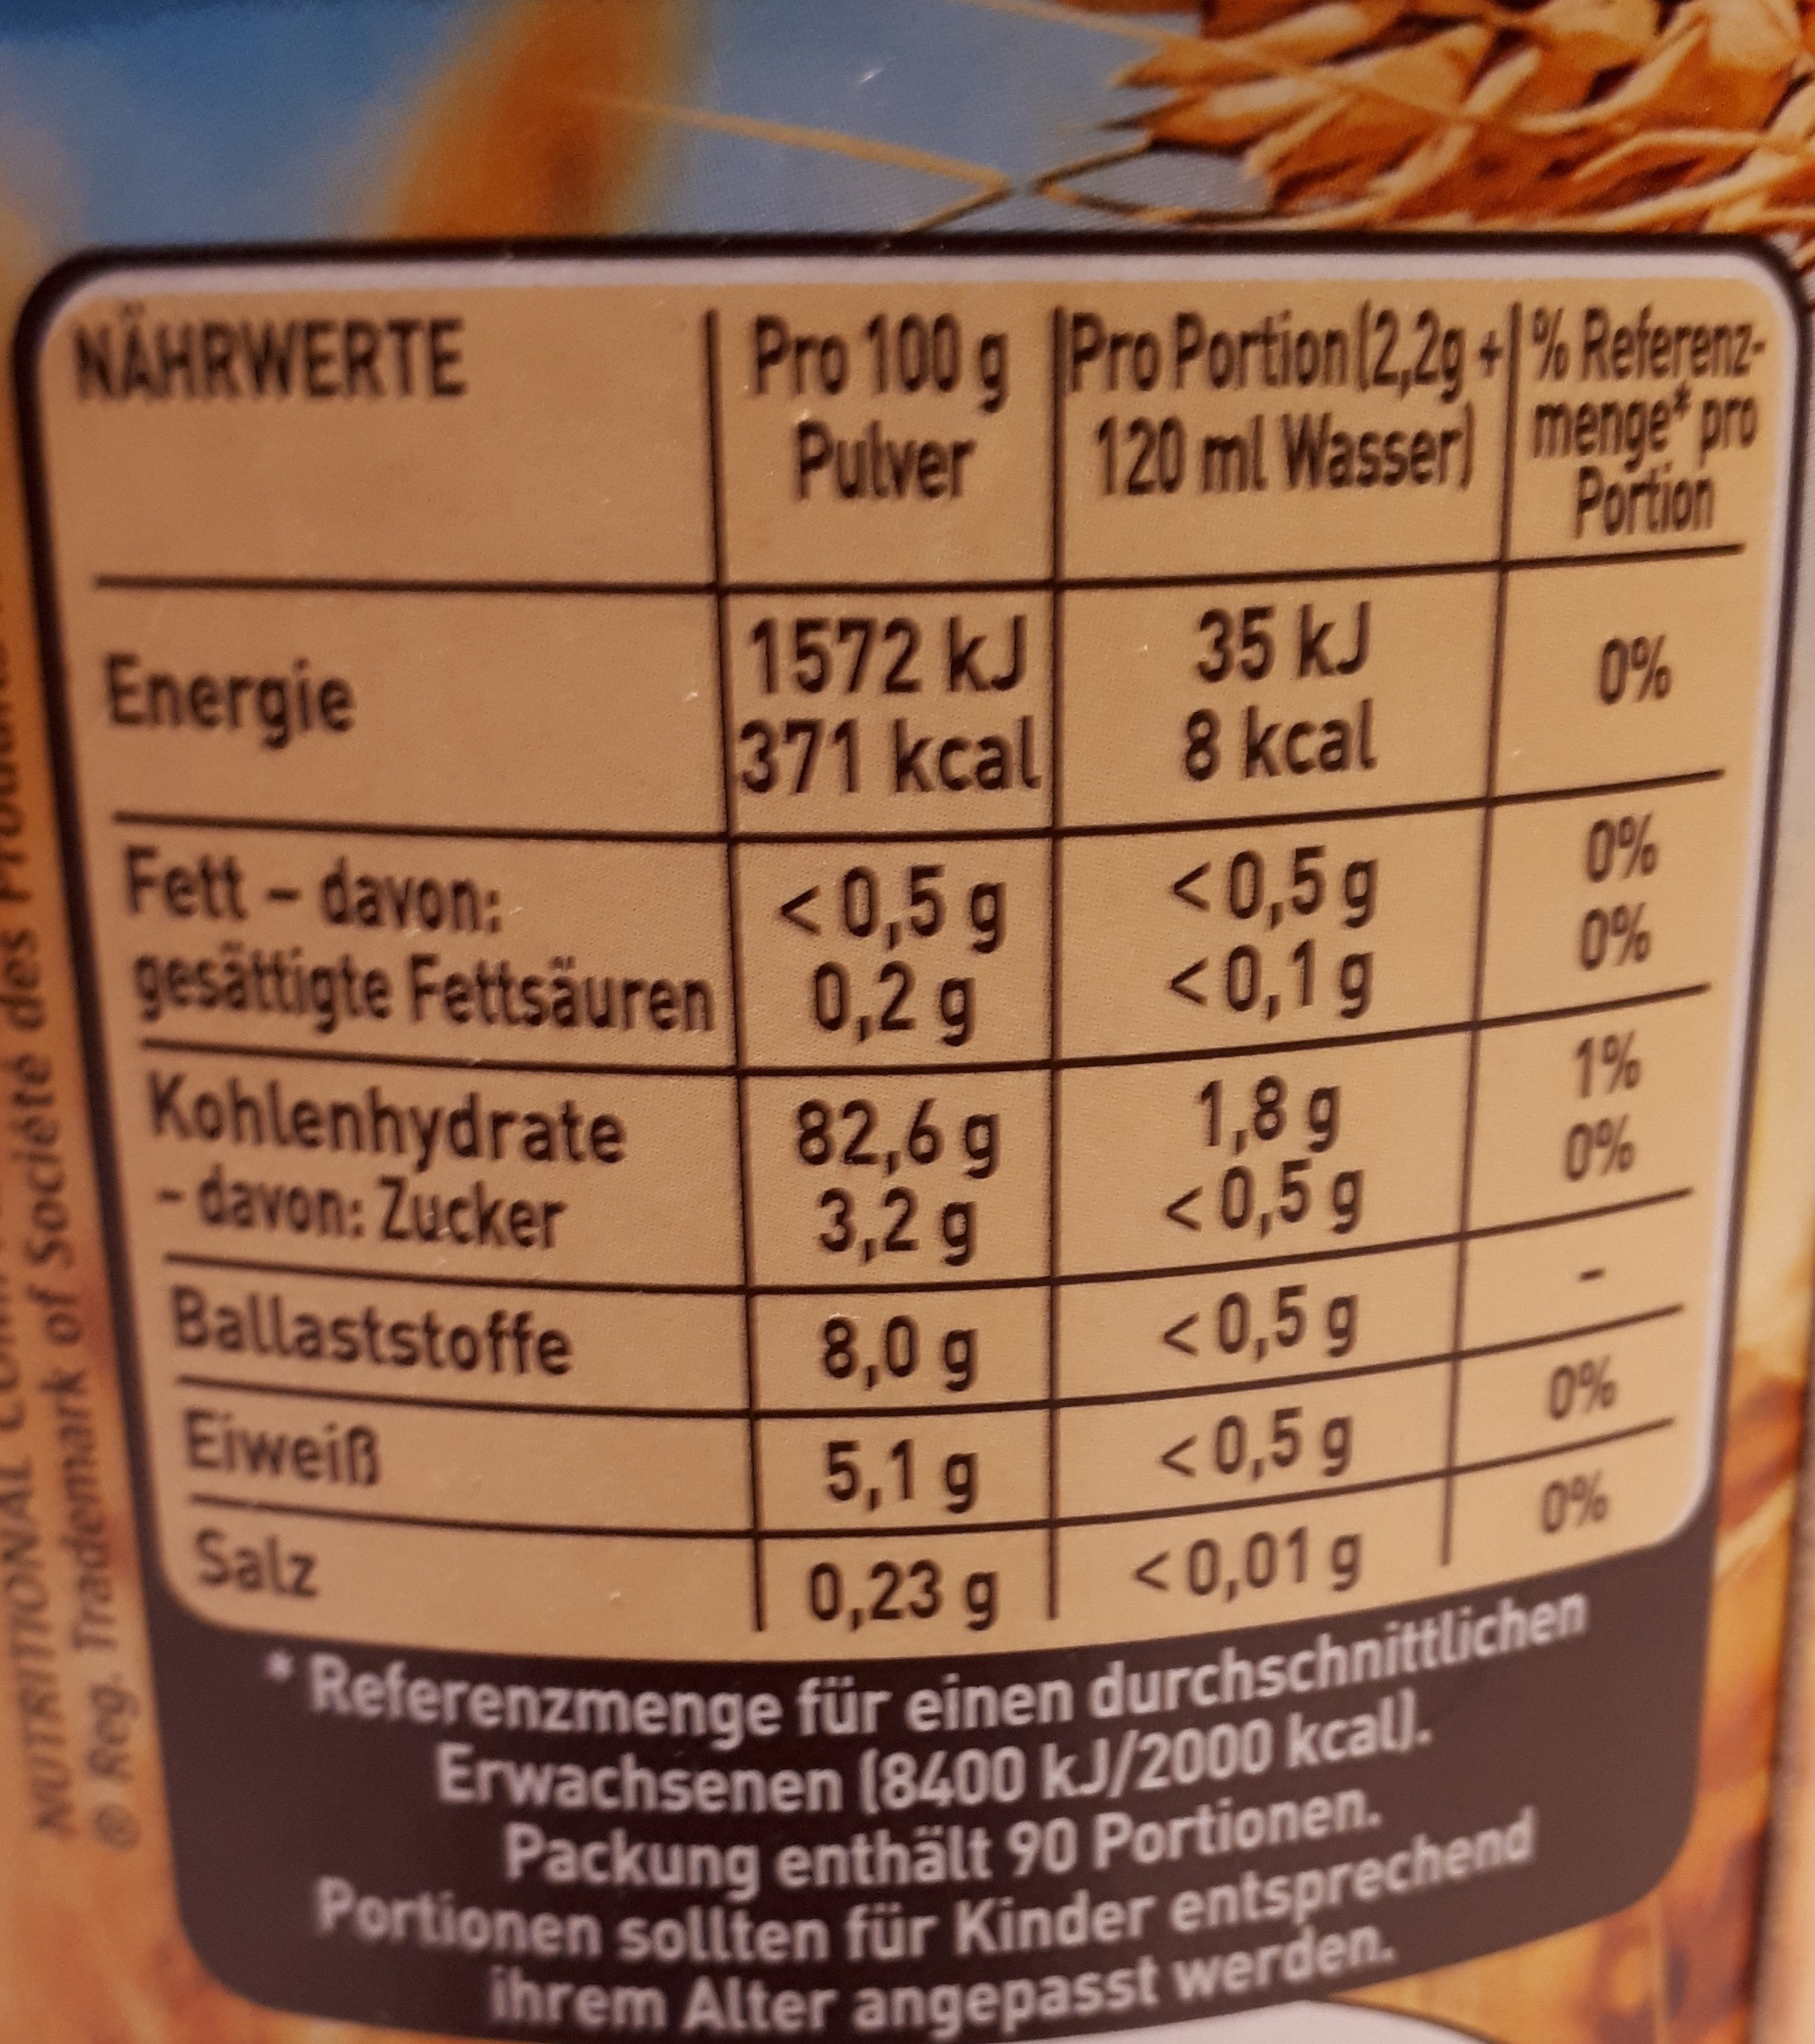 NÄHRWERTE | Pro 100 g Pulver | Pro Portion (2,2g + 120 ml Wasser) | % Referenz-menge* pro Portion
Energie | 1572 kJ 371 kcal | 35 kJ 8 kcal | 0%
Fett – davon: | <0,5 g | <0,5 g | 0%
gesättigte Fettsäuren | 0,2 g | <0,1 g | 0%
Kohlenhydrate | 82,6 g | 1,8 g | 1%
- davon: Zucker | 3,2 g | <0,5 g | 0%
Ballaststoffe | 8,0 g | <0,5 g | -
Eiweiß | 5,1 g | <0,5 g | 0%
Salz | 0,23 g | <0,01 g | 0%
* Referenzmenge für einen durchschnittlichen
Erwachsenen (8400 kJ/2000 kcal).
Packung enthält 90 Portionen.
Portionen sollten für Kinder entsprechend
ihrem Alter angepasst werden.
NUTRITIONAL
® Reg. Trademark of Société des